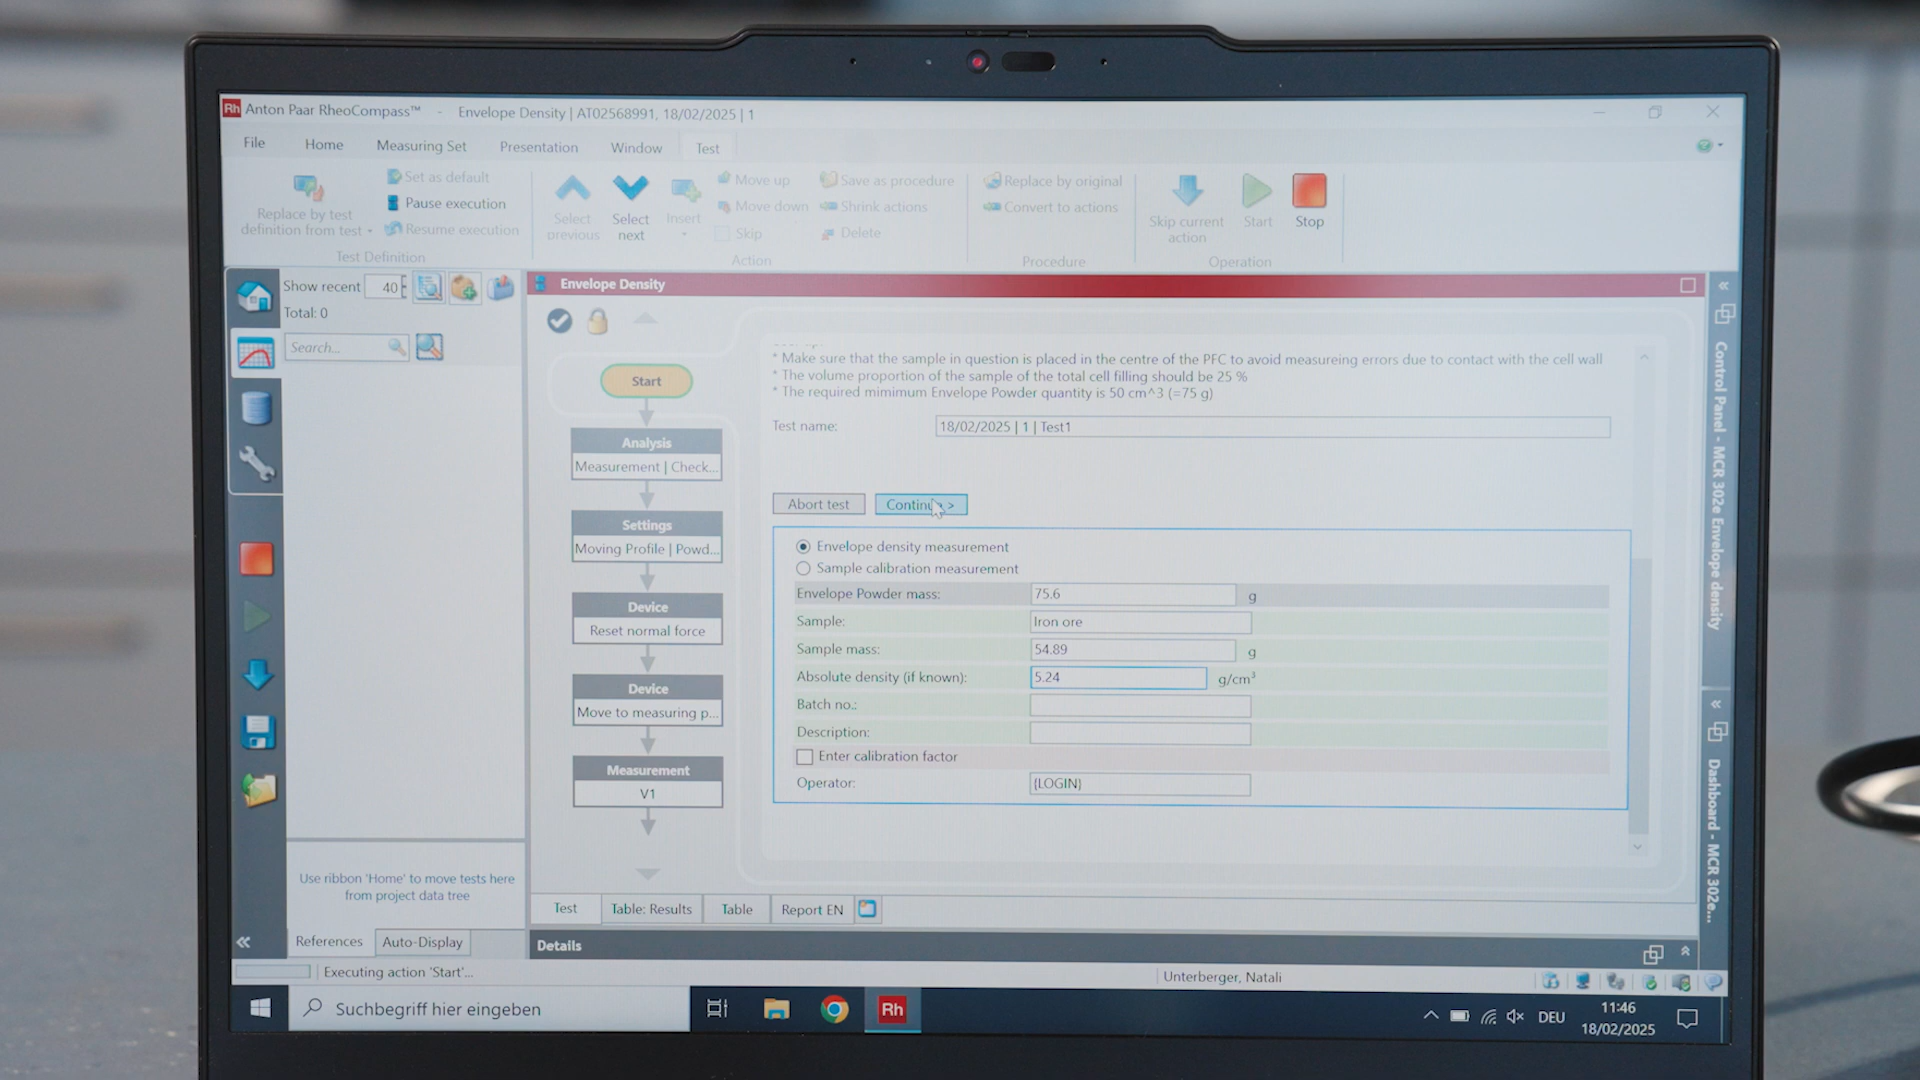 Rh Anton Paar RheoCompass™ - Envelope Density | AT02568991, 18/02/2025 | 1
File Home Measuring Set Presentation Window Test
Replace by test
definition from test
Set as default
Pause execution
Resume execution
Test Definition
Select
previous
Select
next
Insert
Move up
Move down
Skip
Save as procedure
Shrink actions
Delete
Action
Replace by original
Convert to actions
Procedure
Skip current
action
Start
Stop
Operation
Show recent 40
Total: 0
Search...
Envelope Density
Start
Analysis
Measurement | Check...
Settings
Moving Profile | Powd...
Device
Reset normal force
Device
Move to measuring p...
Measurement
V1
* Make sure that the sample in question is placed in the centre of the PFC to avoid measureing errors due to contact with the cell wall
* The volume proportion of the sample of the total cell filling should be 25 %
* The required mimimum Envelope Powder quantity is 50 cm^3 (=75 g)
Test name: 18/02/2025 | 1 | Test1
Abort test Continue >
Envelope density measurement
Sample calibration measurement
Envelope Powder mass: 75.6 g
Sample: Iron ore
Sample mass: 54.89 g
Absolute density (if known): 5.24 g/cm³
Batch no.:
Description:
Enter calibration factor
Operator: {LOGIN}
Control Panel - MCR 302e Envelope density
Dashboard - MCR 302e...
Use ribbon 'Home' to move tests here
from project data tree
References Auto-Display
Test Table: Results Table Report EN
Details
Executing action 'Start'...
Unterberger, Natali
Suchbegriff hier eingeben
Rh
DEU
11:46
18/02/2025